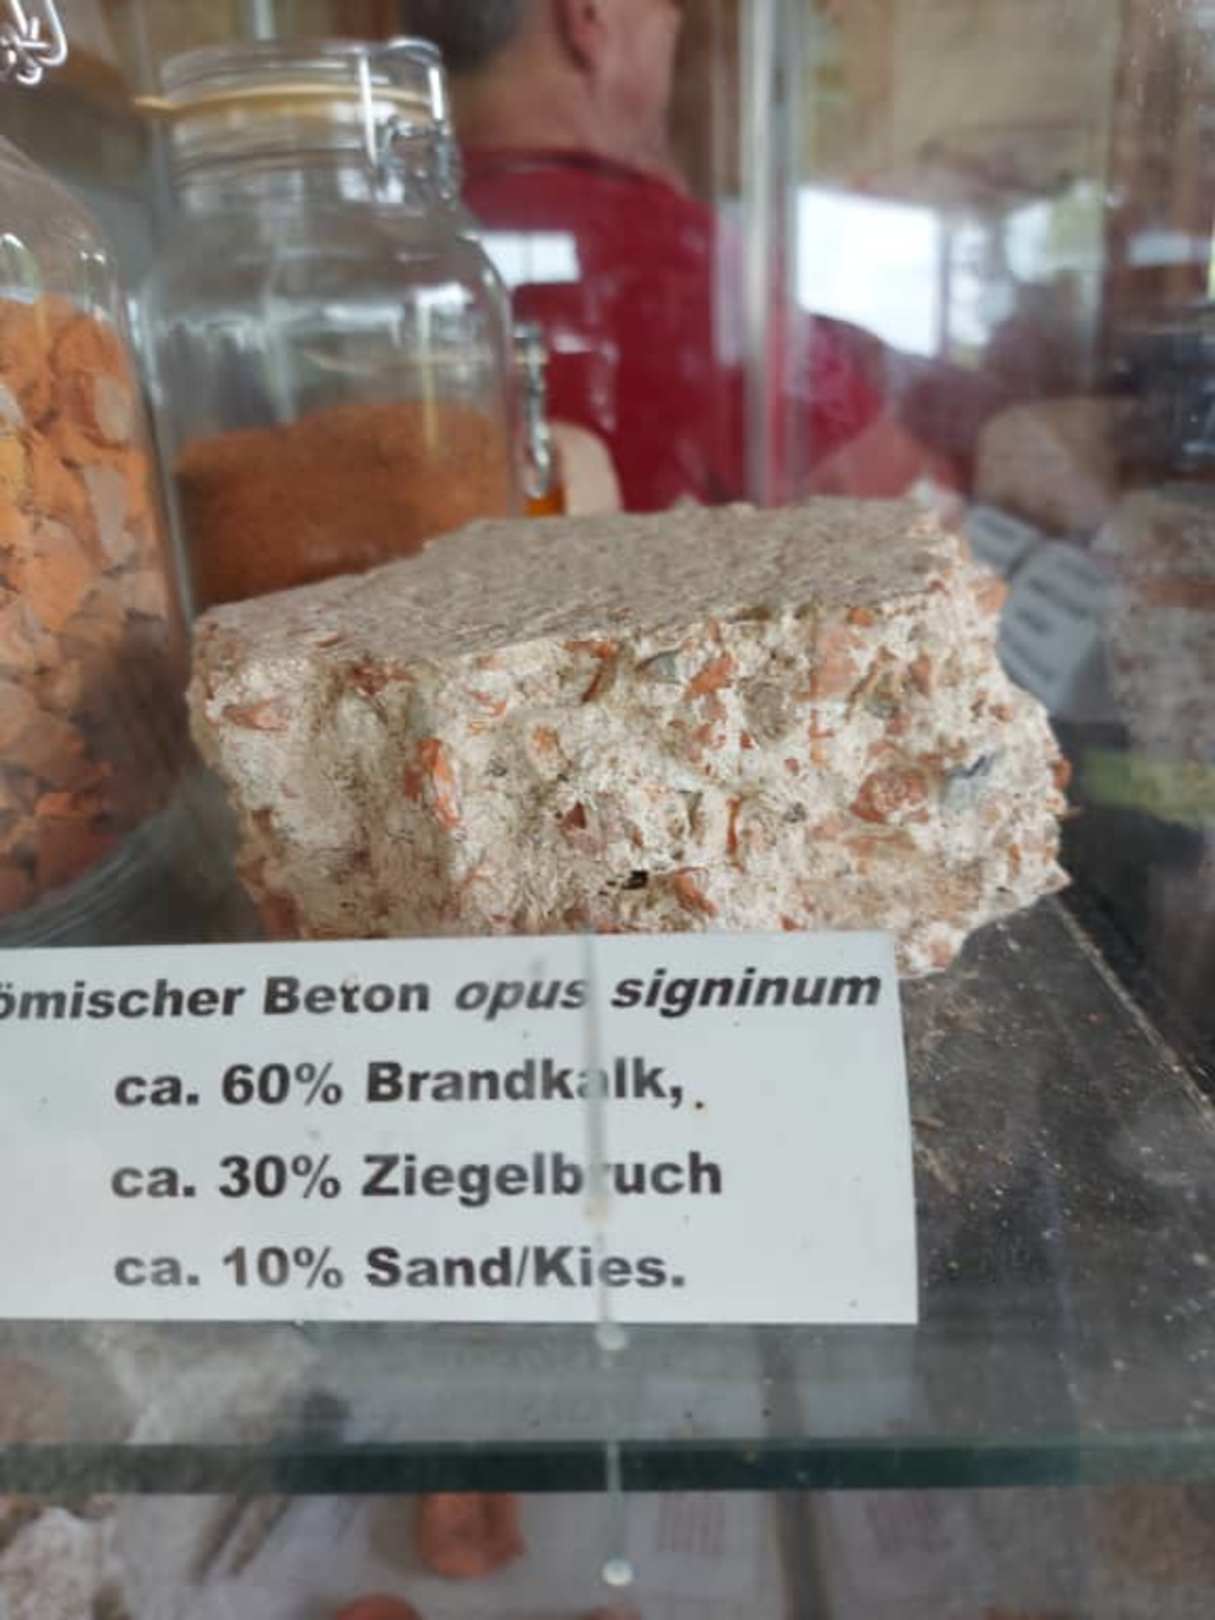 ömischer Beton opus signinum
ca. 60% Brandkalk,
ca. 30% Ziegelbruch
ca. 10% Sand/Kies.